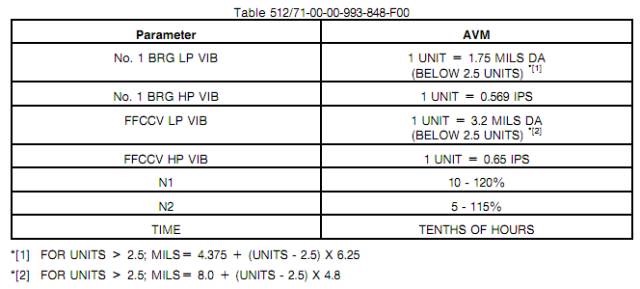 Table 512/71-00-00-993-848-F00
Parameter AVM
No. 1 BRG LP VIB 1 UNIT = 1.75 MILS DA
(BELOW 2.5 UNITS) *[1]
No. 1 BRG HP VIB 1 UNIT = 0.569 IPS
FFCCV LP VIB 1 UNIT = 3.2 MILS DA
(BELOW 2.5 UNITS) *[2]
FFCCV HP VIB 1 UNIT = 0.65 IPS
N1 10 - 120%
N2 5 - 115%
TIME TENTHS OF HOURS
*[1] FOR UNITS > 2.5; MILS= 4.375 + (UNITS - 2.5) X 6.25
*[2] FOR UNITS > 2.5; MILS= 8.0 + (UNITS - 2.5) X 4.8